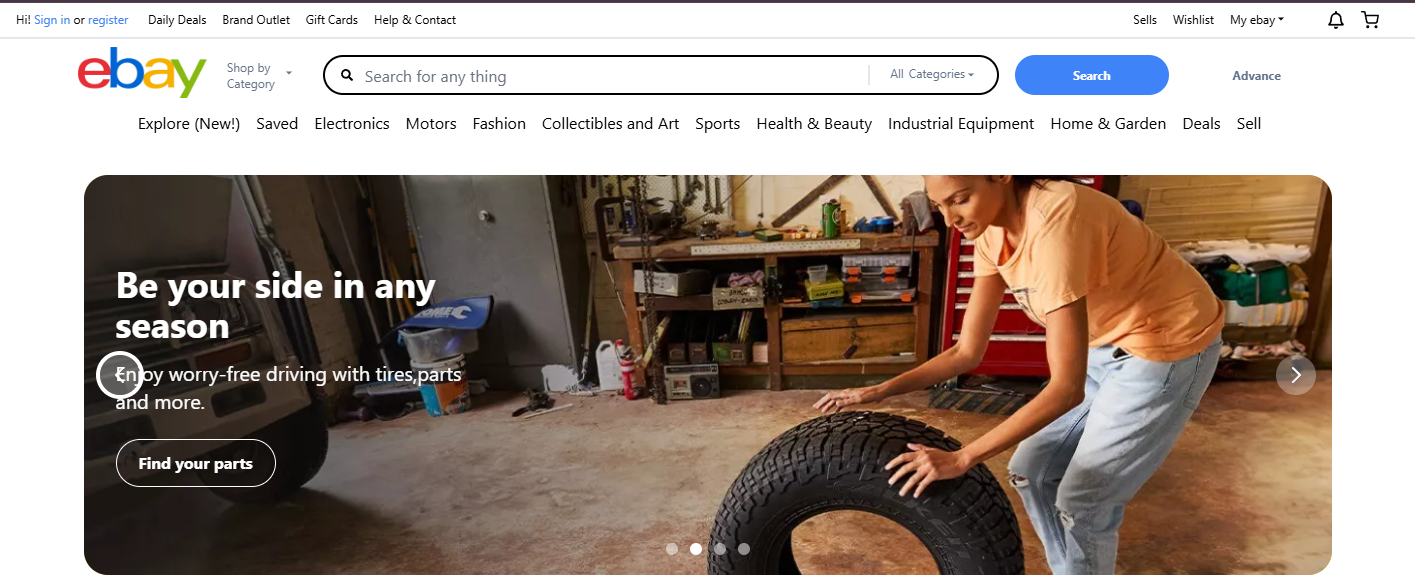 Hi! Sign in or register Daily Deals Brand Outlet Gift Cards Help & Contact Sells Wishlist My ebay
ebay
Shop by
Category
Search for any thing
All Categories
Search
Advance
Explore (New!) Saved Electronics Motors Fashion Collectibles and Art Sports Health & Beauty Industrial Equipment Home & Garden Deals Sell
Be your side in any
season
Enjoy worry-free driving with tires,parts
and more.
Find your parts